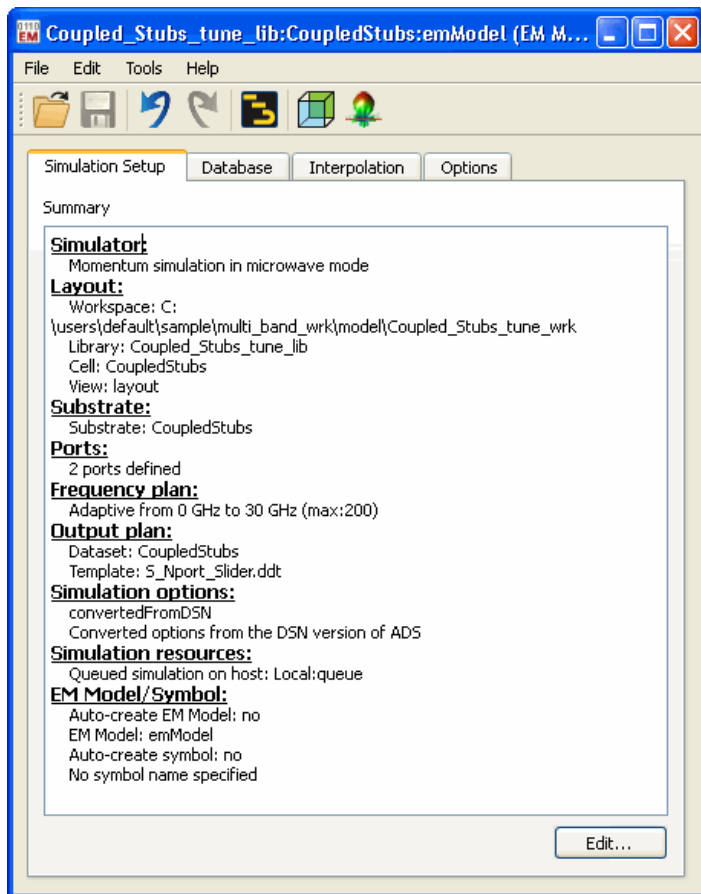 0110
EM
Coupled_Stubs_tune_lib:CoupledStubs:emModel (EM M...
File Edit Tools Help
Simulation Setup Database Interpolation Options
Summary
Simulator:
Momentum simulation in microwave mode
Layout:
Workspace: C:
\users\default\sample\multi_band_wrk\model\Coupled_Stubs_tune_wrk
Library: Coupled_Stubs_tune_lib
Cell: CoupledStubs
View: layout
Substrate:
Substrate: CoupledStubs
Ports:
2 ports defined
Frequency plan:
Adaptive from 0 GHz to 30 GHz (max:200)
Output plan:
Dataset: CoupledStubs
Template: S_Nport_Slider.ddt
Simulation options:
convertedFromDSN
Converted options from the DSN version of ADS
Simulation resources:
Queued simulation on host: Local:queue
EM Model/Symbol:
Auto-create EM Model: no
EM Model: emModel
Auto-create symbol: no
No symbol name specified
Edit...